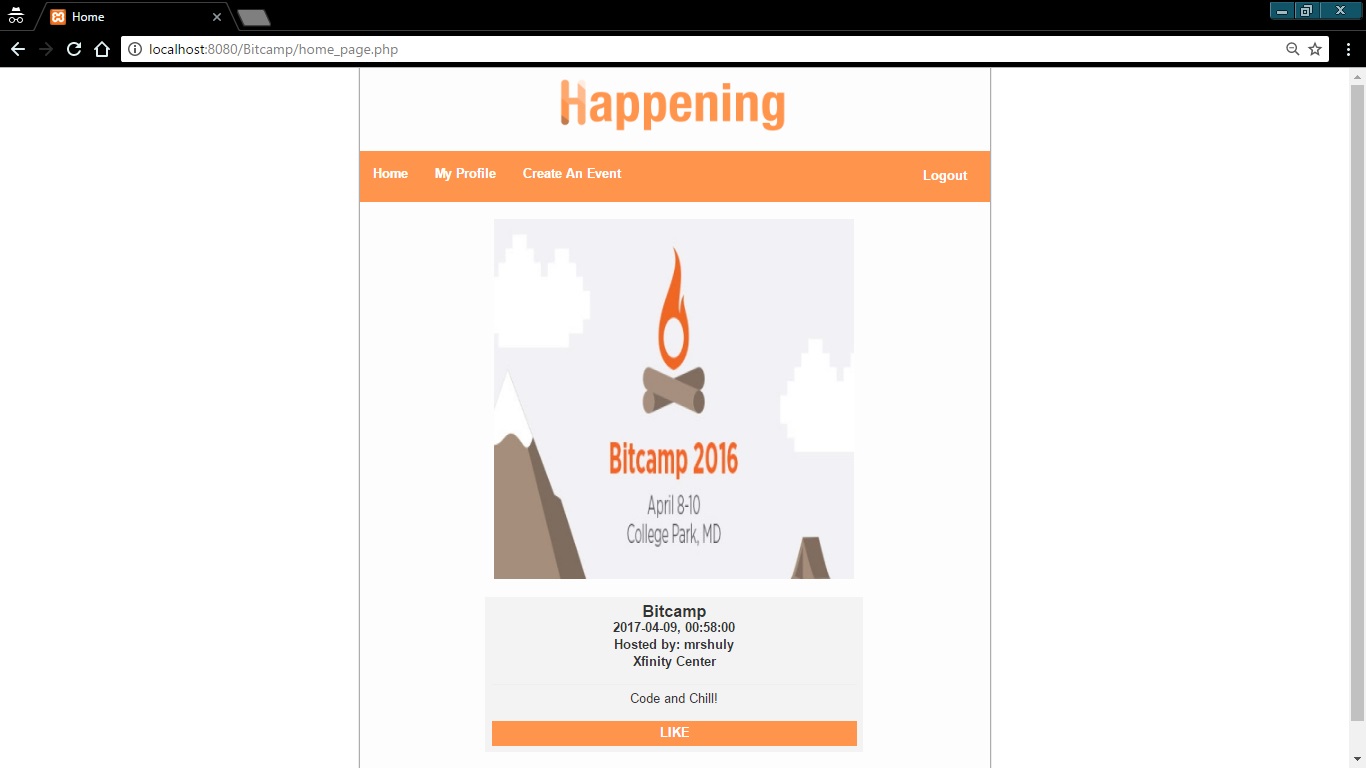 Home
localhost:8080/Bitcamp/home_page.php
Happening
Home My Profile Create An Event Logout
Bitcamp 2016
April 8-10
College Park, MD
Bitcamp
2017-04-09, 00:58:00
Hosted by: mrshuly
Xfinity Center
Code and Chill!
LIKE